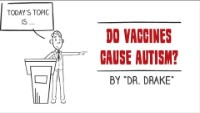 TODAY'S TOPIC
IS ...
DO VACCINES
CAUSE AUTISM?
BY "DR. DRAKE"